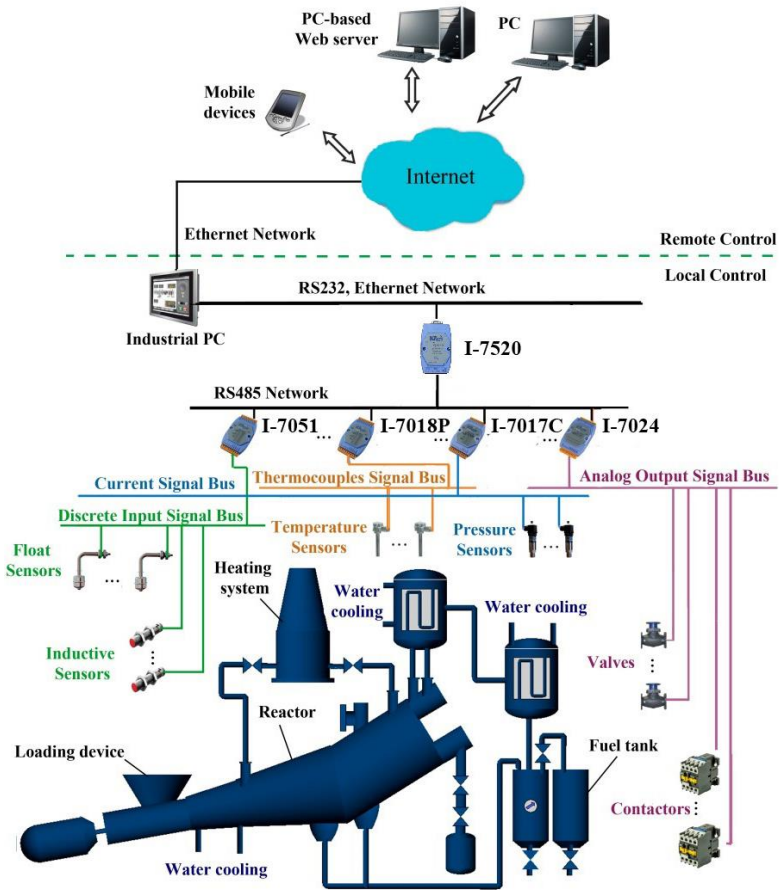 PC-based
Web server
PC
Mobile
devices
Internet
Ethernet Network
Remote Control
Local Control
RS232, Ethernet Network
Industrial PC
I-7520
RS485 Network
I-7051
...
I-7018P
...
I-7017C
...
I-7024
Thermocouples Signal Bus
Analog Output Signal Bus
Current Signal Bus
Discrete Input Signal Bus
Temperature
Sensors
...
Pressure
Sensors
...
Float
Sensors
...
Heating
system
Water
cooling
Water cooling
Inductive
Sensors
...
Valves
...
Reactor
Loading device
Fuel tank
Contactors
...
Water cooling